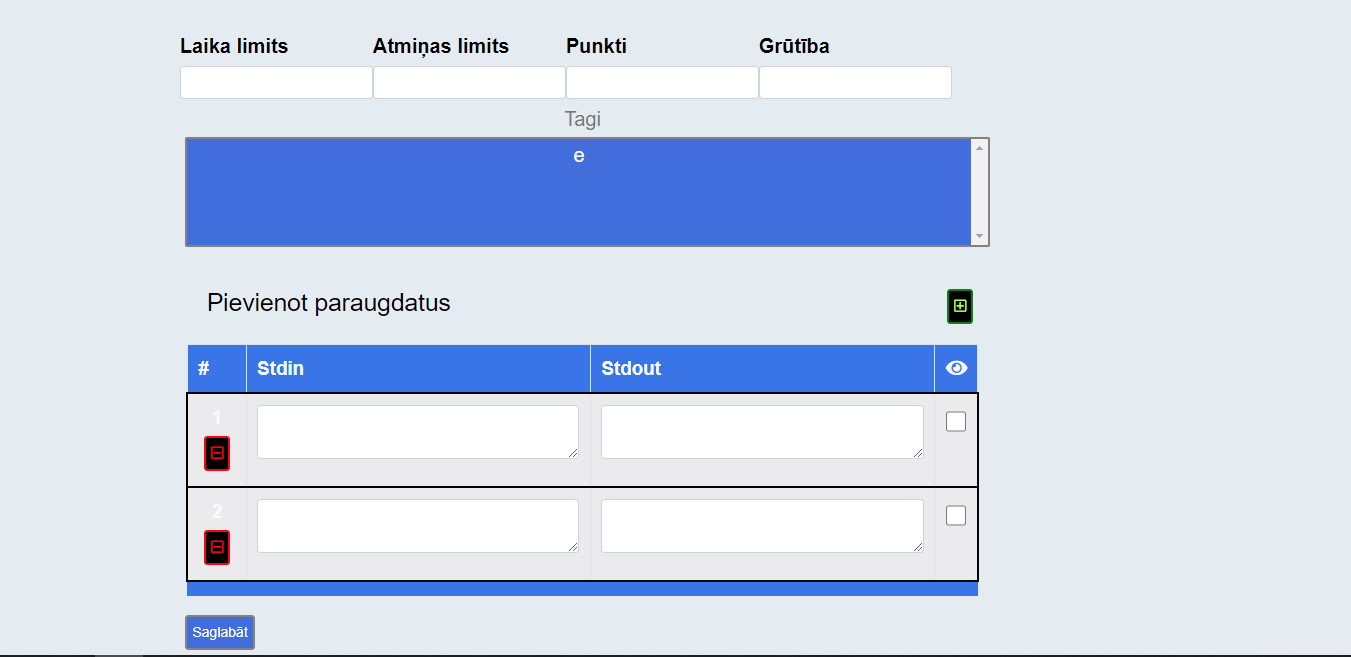 Laika limits Atmiņas limits Punkti Grūtība
Tagi
e
Pievienot paraugdatus
# Stdin Stdout
1
2
Saglabāt